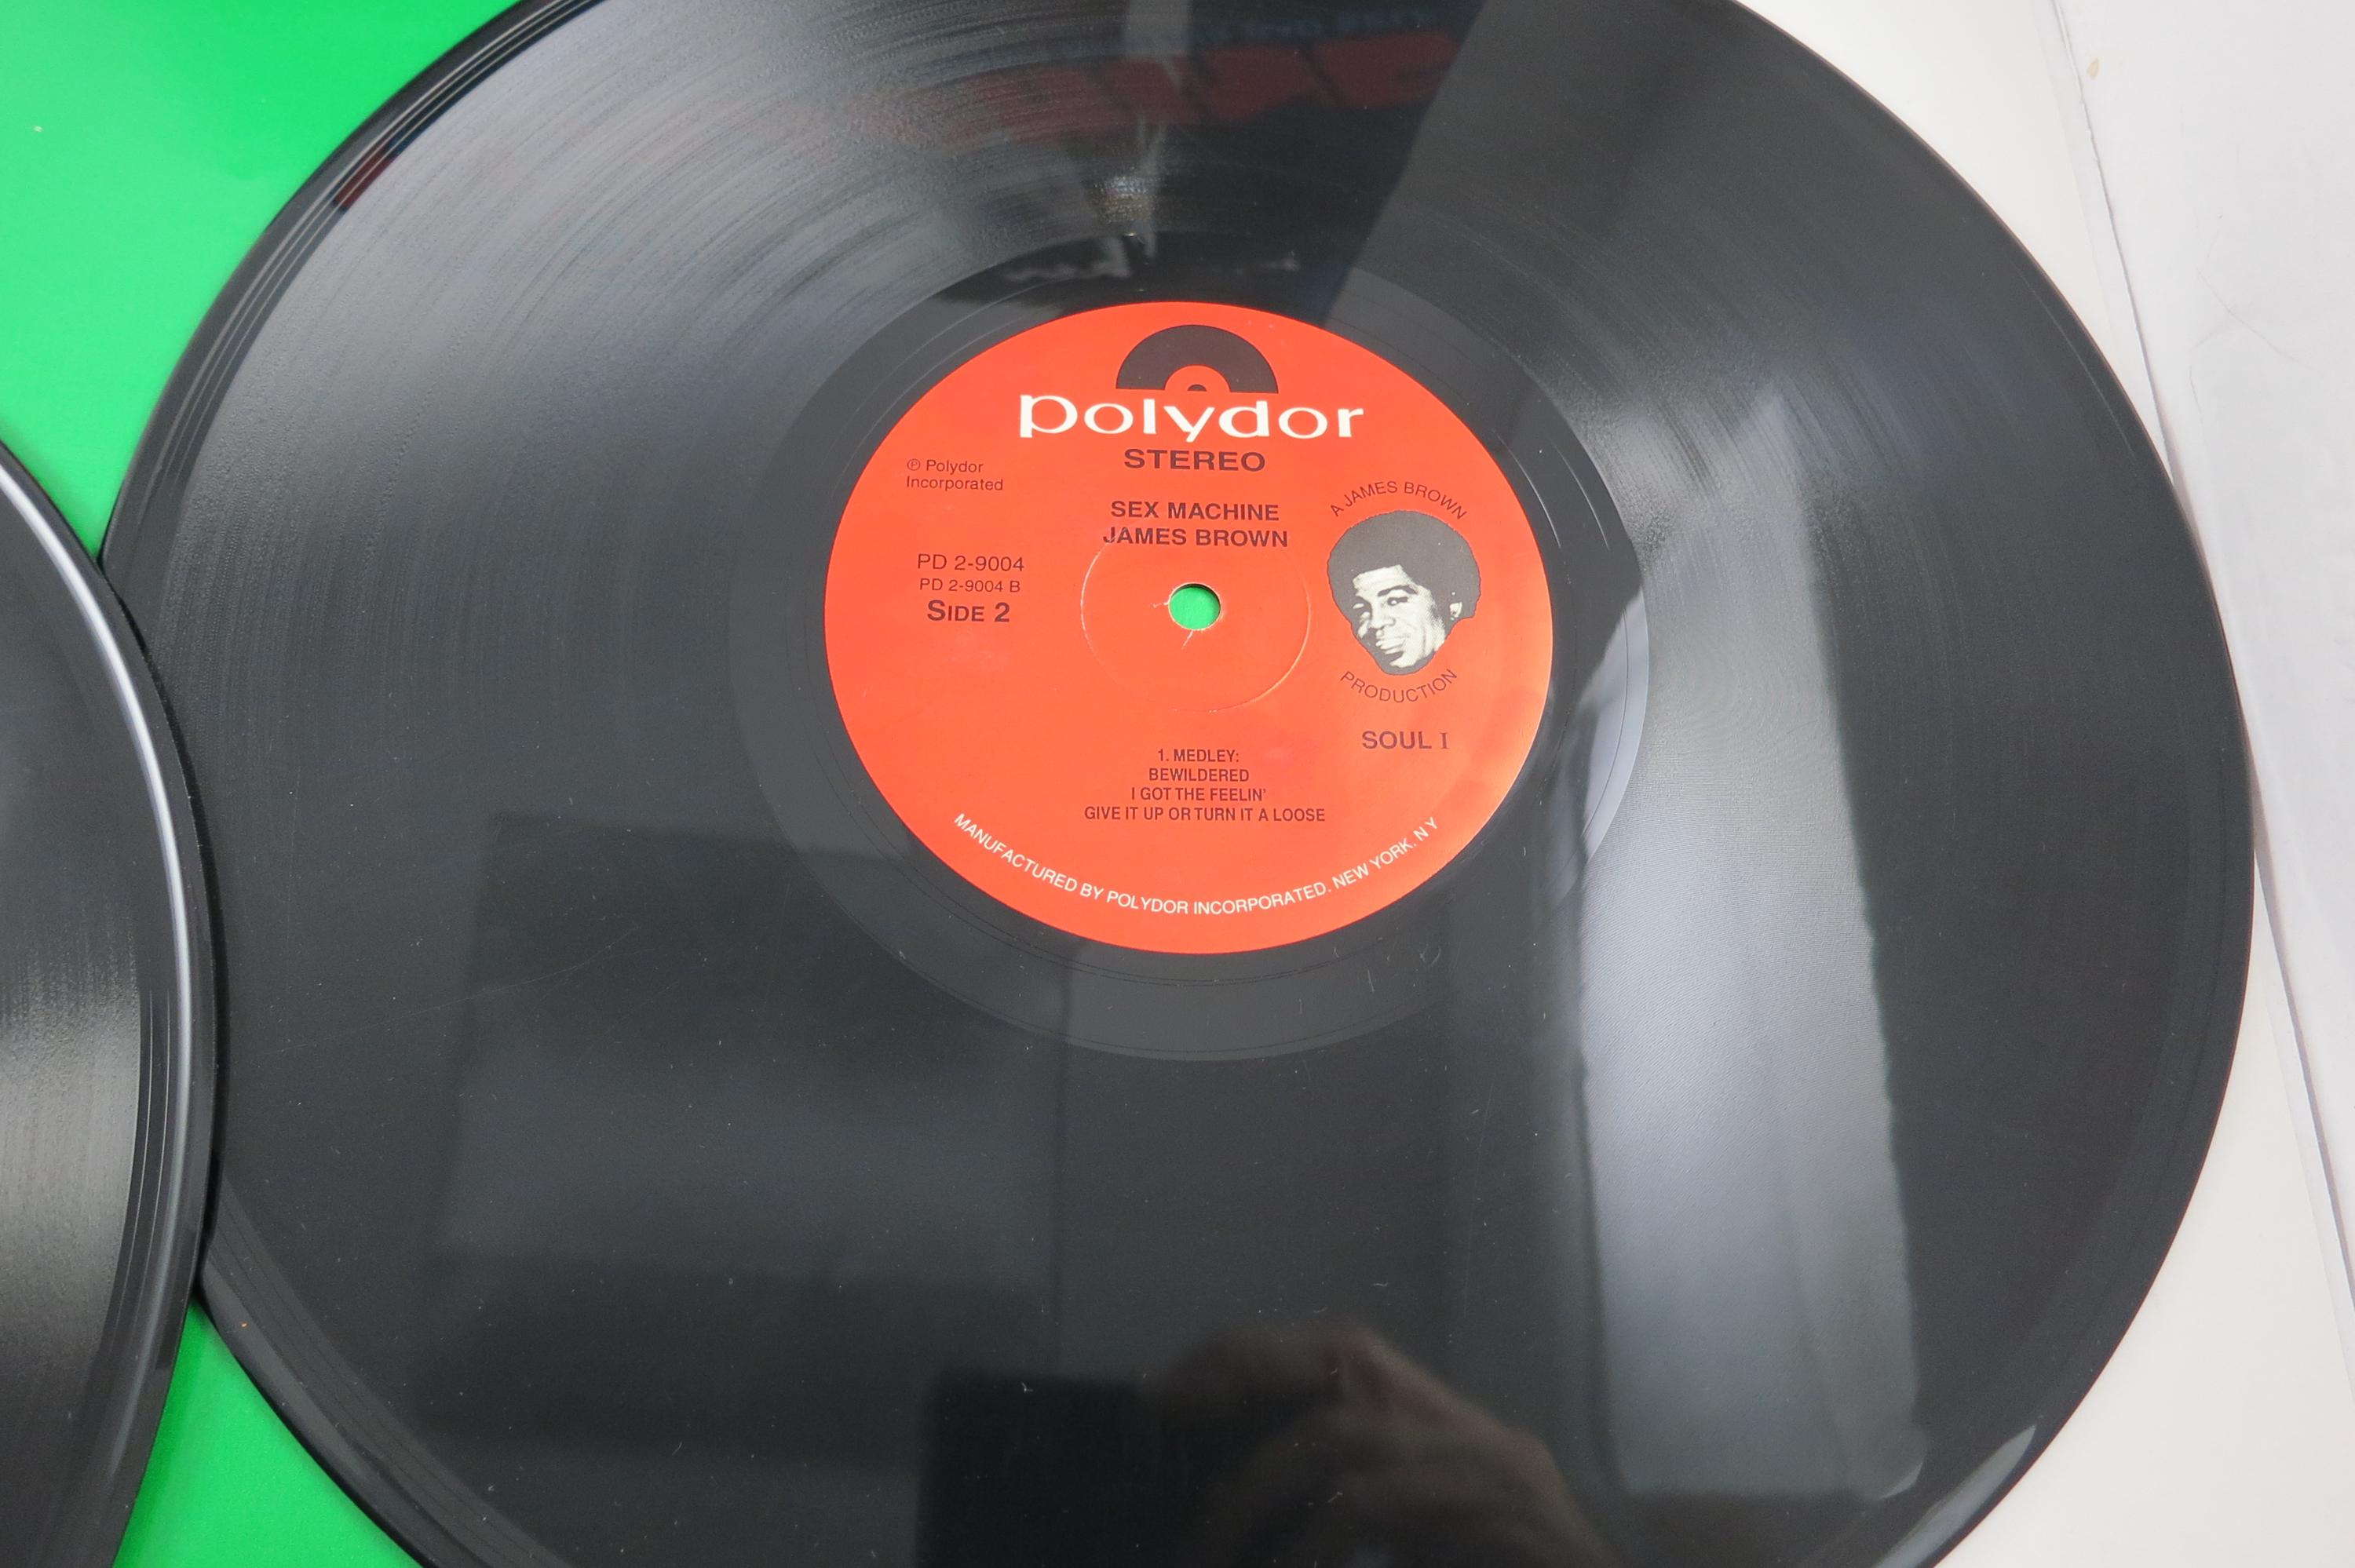 polydor
STEREO
℗ Polydor
Incorporated
SEX MACHINE
JAMES BROWN
PD 2-9004
PD 2-9004 B
SIDE 2
A JAMES BROWN
PRODUCTION
SOUL I
1. MEDLEY:
BEWILDERED
I GOT THE FEELIN'
GIVE IT UP OR TURN IT A LOOSE
MANUFACTURED BY POLYDOR INCORPORATED. NEW YORK. N Y